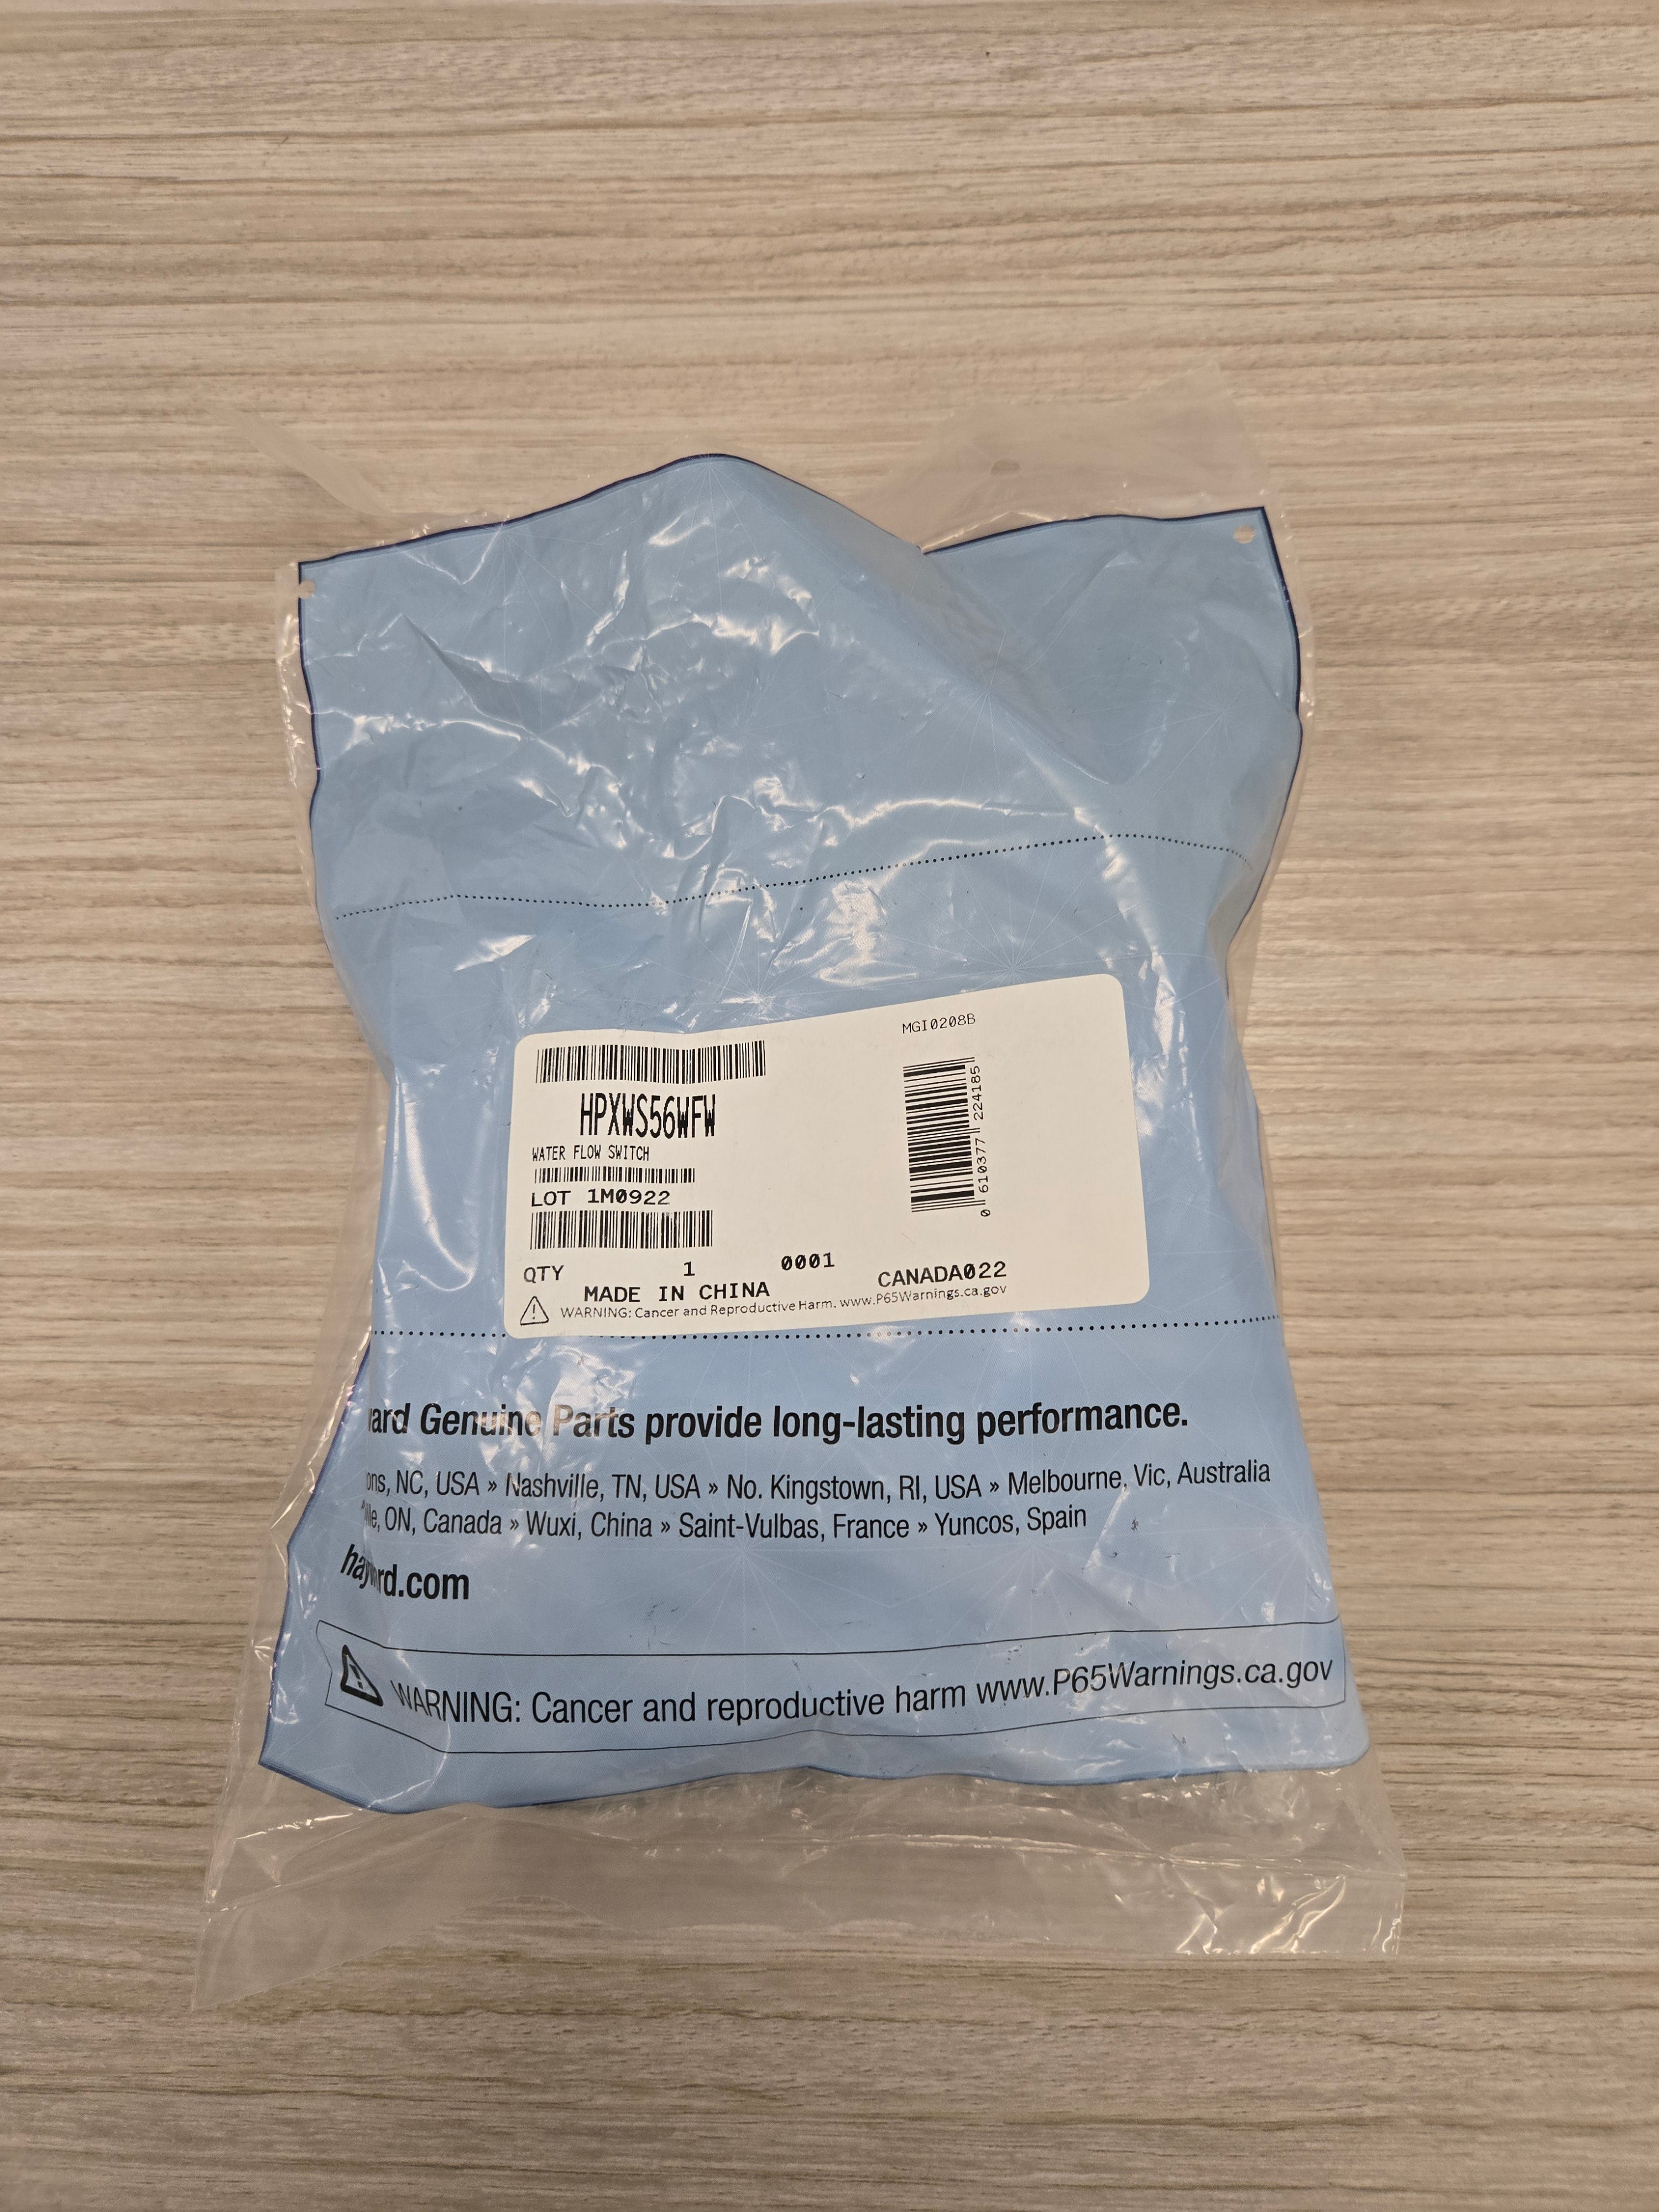 MGI0208B
HPXWS56WFW
WATER FLOW SWITCH
LOT 1M0922
0 610377 224185
QTY 1 0001 CANADA022
MADE IN CHINA
WARNING: Cancer and Reproductive Harm. www.P65Warnings.ca.gov
Genuine Parts provide long-lasting performance.
NC, USA » Nashville, TN, USA » No. Kingstown, RI, USA » Melbourne, Vic, Australia
ON, Canada » Wuxi, China » Saint-Vulbas, France » Yuncos, Spain
hayward.com
WARNING: Cancer and reproductive harm www.P65Warnings.ca.gov